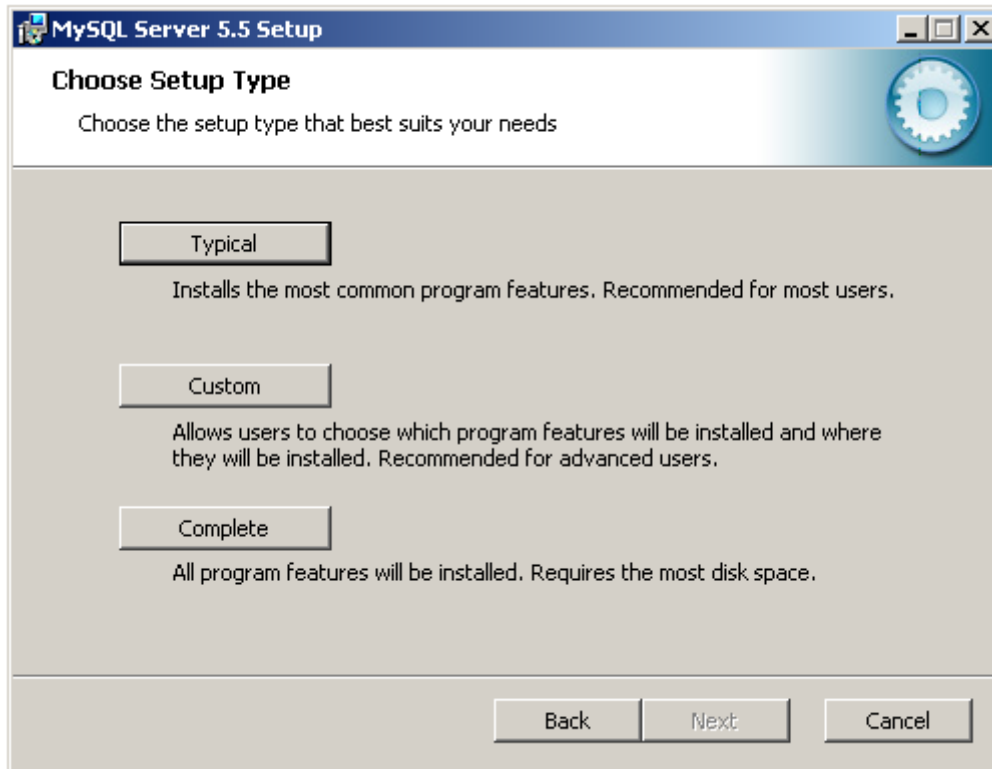 MySQL Server 5.5 Setup
Choose Setup Type
Choose the setup type that best suits your needs
Typical
Installs the most common program features. Recommended for most users.
Custom
Allows users to choose which program features will be installed and where
they will be installed. Recommended for advanced users.
Complete
All program features will be installed. Requires the most disk space.
Back Next Cancel